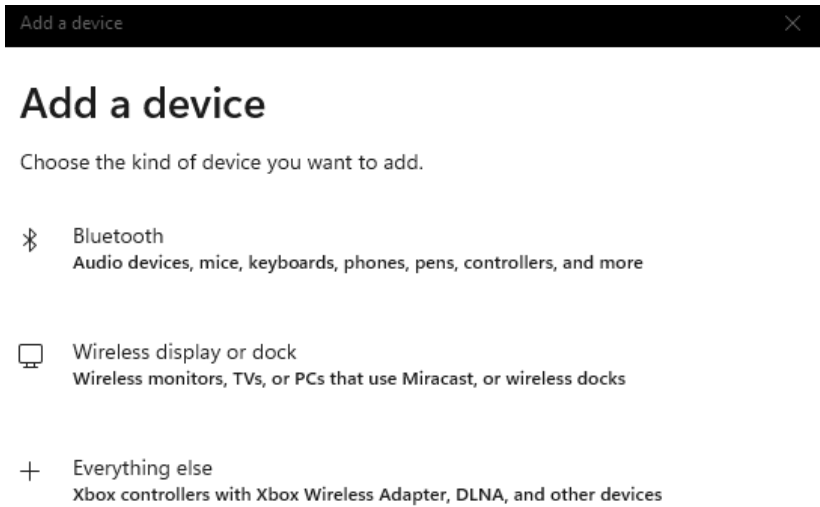 Add a device
Add a device
Choose the kind of device you want to add.
Bluetooth
Audio devices, mice, keyboards, phones, pens, controllers, and more
Wireless display or dock
Wireless monitors, TVs, or PCs that use Miracast, or wireless docks
Everything else
Xbox controllers with Xbox Wireless Adapter, DLNA, and other devices